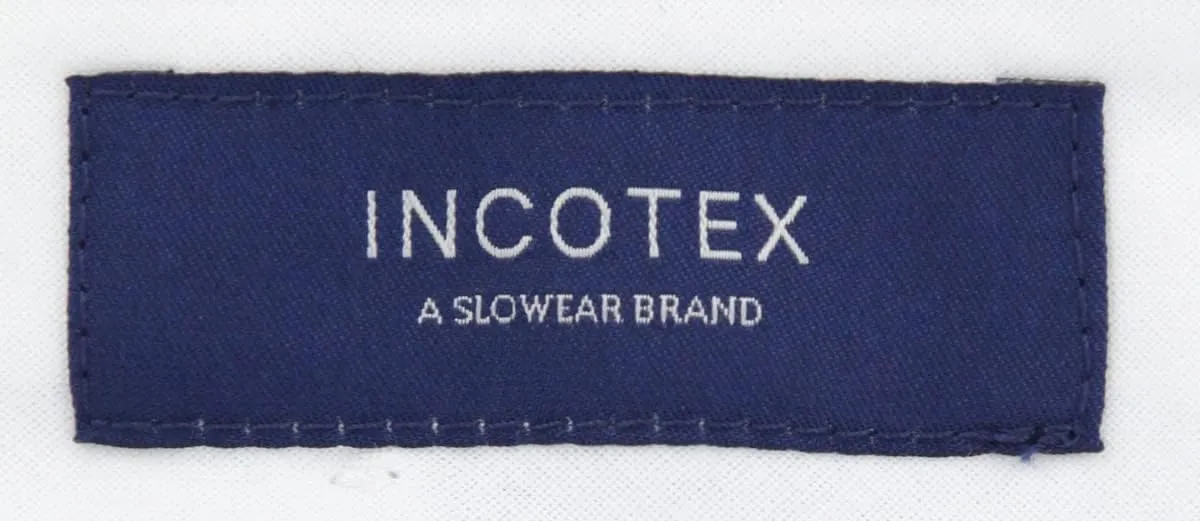 INCOTEX
A SLOWEAR BRAND